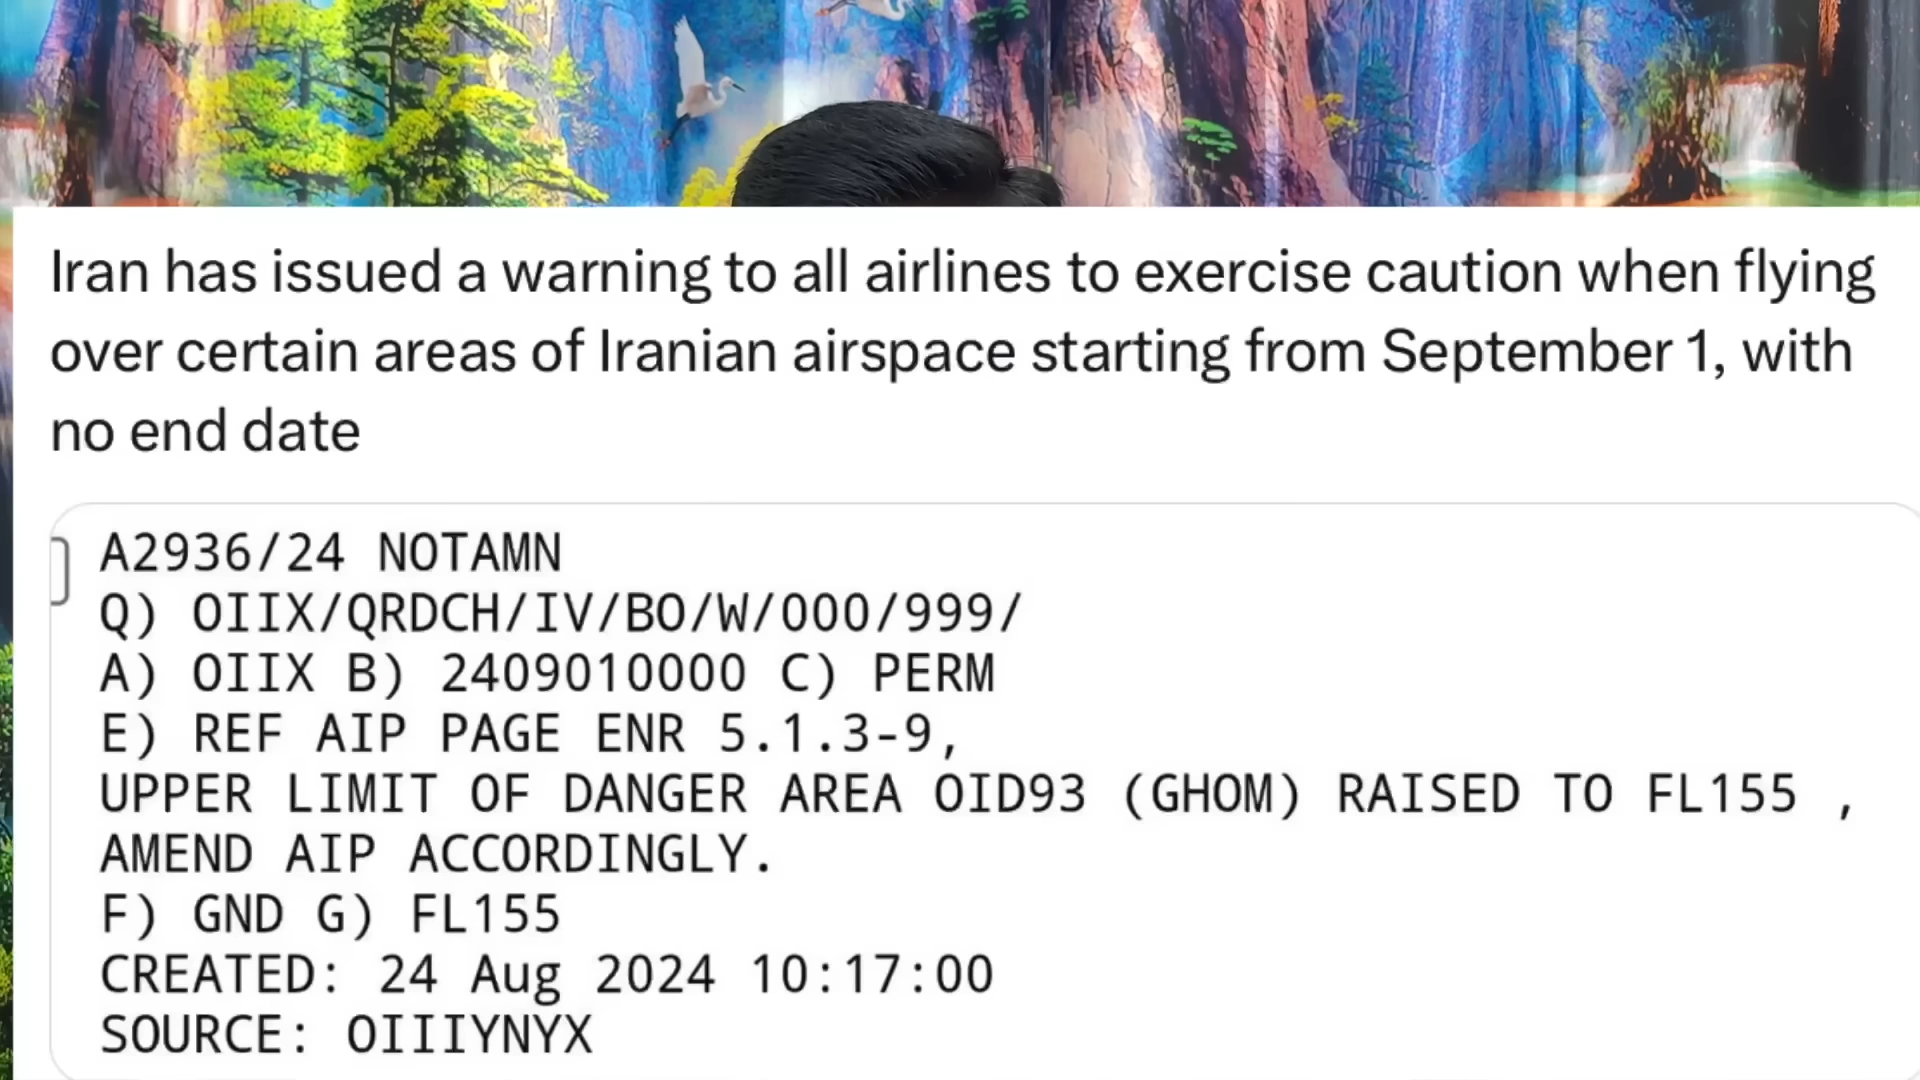 Iran has issued a warning to all airlines to exercise caution when flying
over certain areas of Iranian airspace starting from September 1, with
no end date
A2936/24 NOTAMN
Q) OIIX/QRDCH/IV/BO/W/000/999/
A) OIIX B) 2409010000 C) PERM
E) REF AIP PAGE ENR 5.1.3-9,
UPPER LIMIT OF DANGER AREA OID93 (GHOM) RAISED TO FL155 ,
AMEND AIP ACCORDINGLY.
F) GND G) FL155
CREATED: 24 Aug 2024 10:17:00
SOURCE: OIIIYNYX